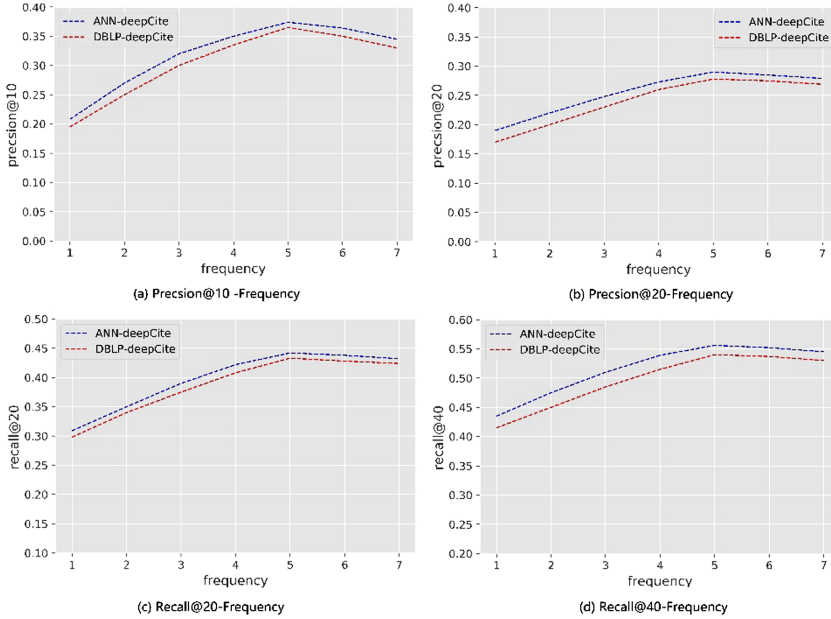 0.40
0.35
0.30
0.25
0.20
0.15
0.10
0.05
0.00
precsion@10
ANN-deepCite
DBLP-deepCite
1 2 3 4 5 6 7
frequency
(a) Precsion@10 -Frequency
0.40
0.35
0.30
0.25
0.20
0.15
0.10
0.05
0.00
precsion@20
ANN-deepCite
DBLP-deepCite
1 2 3 4 5 6 7
frequency
(b) Precsion@20-Frequency
0.50
0.45
0.40
0.35
0.30
0.25
0.20
0.15
0.10
recall@20
ANN-deepCite
DBLP-deepCite
1 2 3 4 5 6 7
frequency
(c) Recall@20-Frequency
0.60
0.55
0.50
0.45
0.40
0.35
0.30
0.25
0.20
recall@40
ANN-deepCite
DBLP-deepCite
1 2 3 4 5 6 7
frequency
(d) Recall@40-Frequency